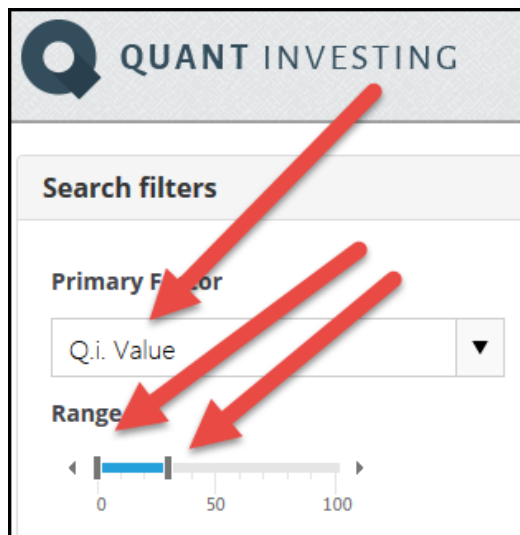 QUANT INVESTING
Search filters
Primary Factor
Q.i. Value
Range
0 50 100